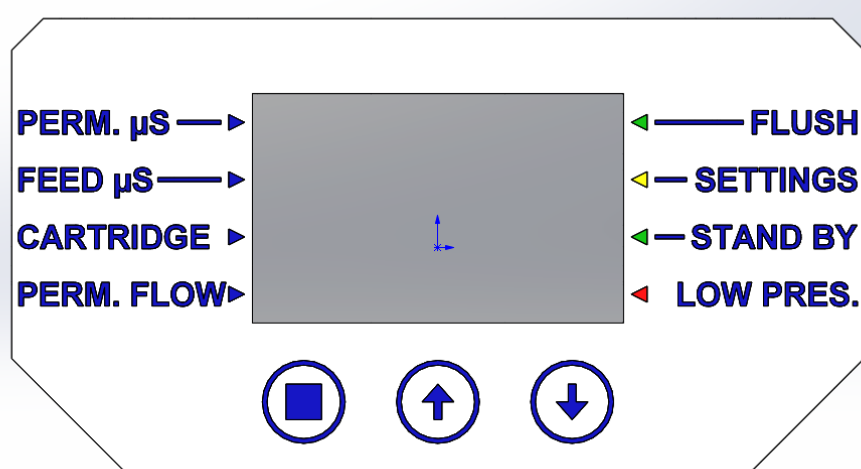 PERM. µS
FEED µS
CARTRIDGE
PERM. FLOW
FLUSH
SETTINGS
STAND BY
LOW PRES.